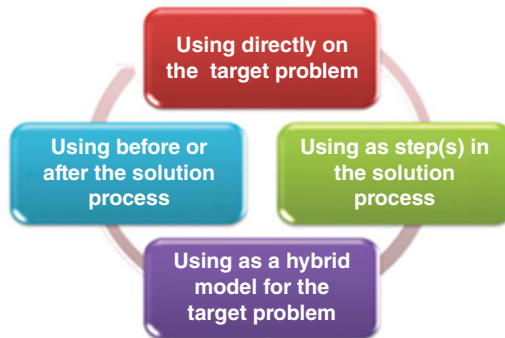 Using directly on
the target problem
Using before or
after the solution
process
Using as step(s) in
the solution
process
Using as a hybrid
model for the
target problem